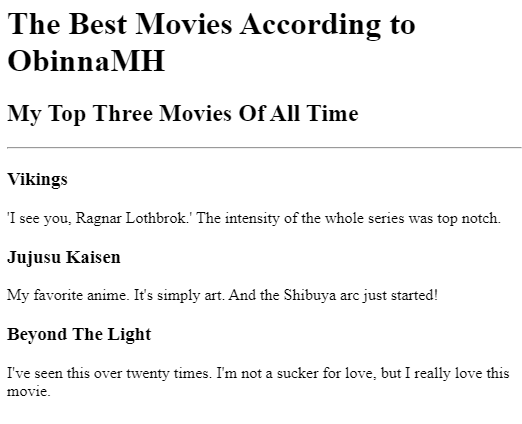 The Best Movies According to
ObinnaMH
My Top Three Movies Of All Time
Vikings
'I see you, Ragnar Lothbrok.' The intensity of the whole series was top notch.
Jujusu Kaisen
My favorite anime. It's simply art. And the Shibuya arc just started!
Beyond The Light
I've seen this over twenty times. I'm not a sucker for love, but I really love this
movie.